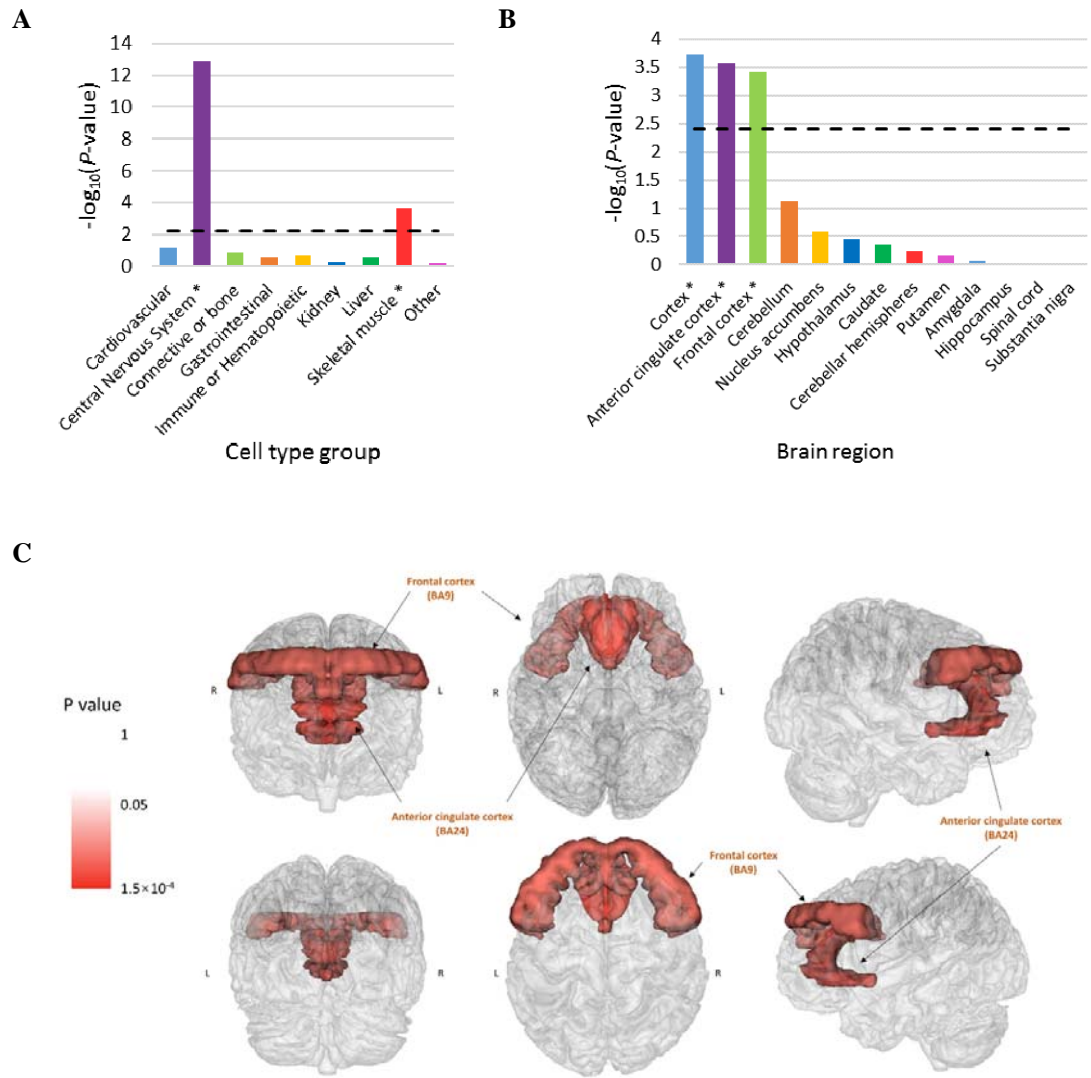 A
14
12
10
8
6
4
2
0
-log10(P-value)
Cardiovascular
Central Nervous System *
Connective or bone
Gastrointestinal
Immune or Hematopoietic
Kidney
Liver
Skeletal muscle *
Other
Cell type group
B
4
3.5
3
2.5
2
1.5
1
0.5
0
-log10(P-value)
Cortex *
Anterior cingulate cortex *
Frontal cortex *
Cerebellum
Nucleus accumbens
Hypothalamus
Caudate
Cerebellar hemispheres
Putamen
Amygdala
Hippocampus
Spinal cord
Substantia nigra
Brain region
C
Frontal cortex
(BA9)
R
L
R
L
P value
1
0.05
1.5×10⁻⁴
Anterior cingulate cortex
(BA24)
Anterior cingulate cortex
(BA24)
Frontal cortex
(BA9)
L
R
L
R